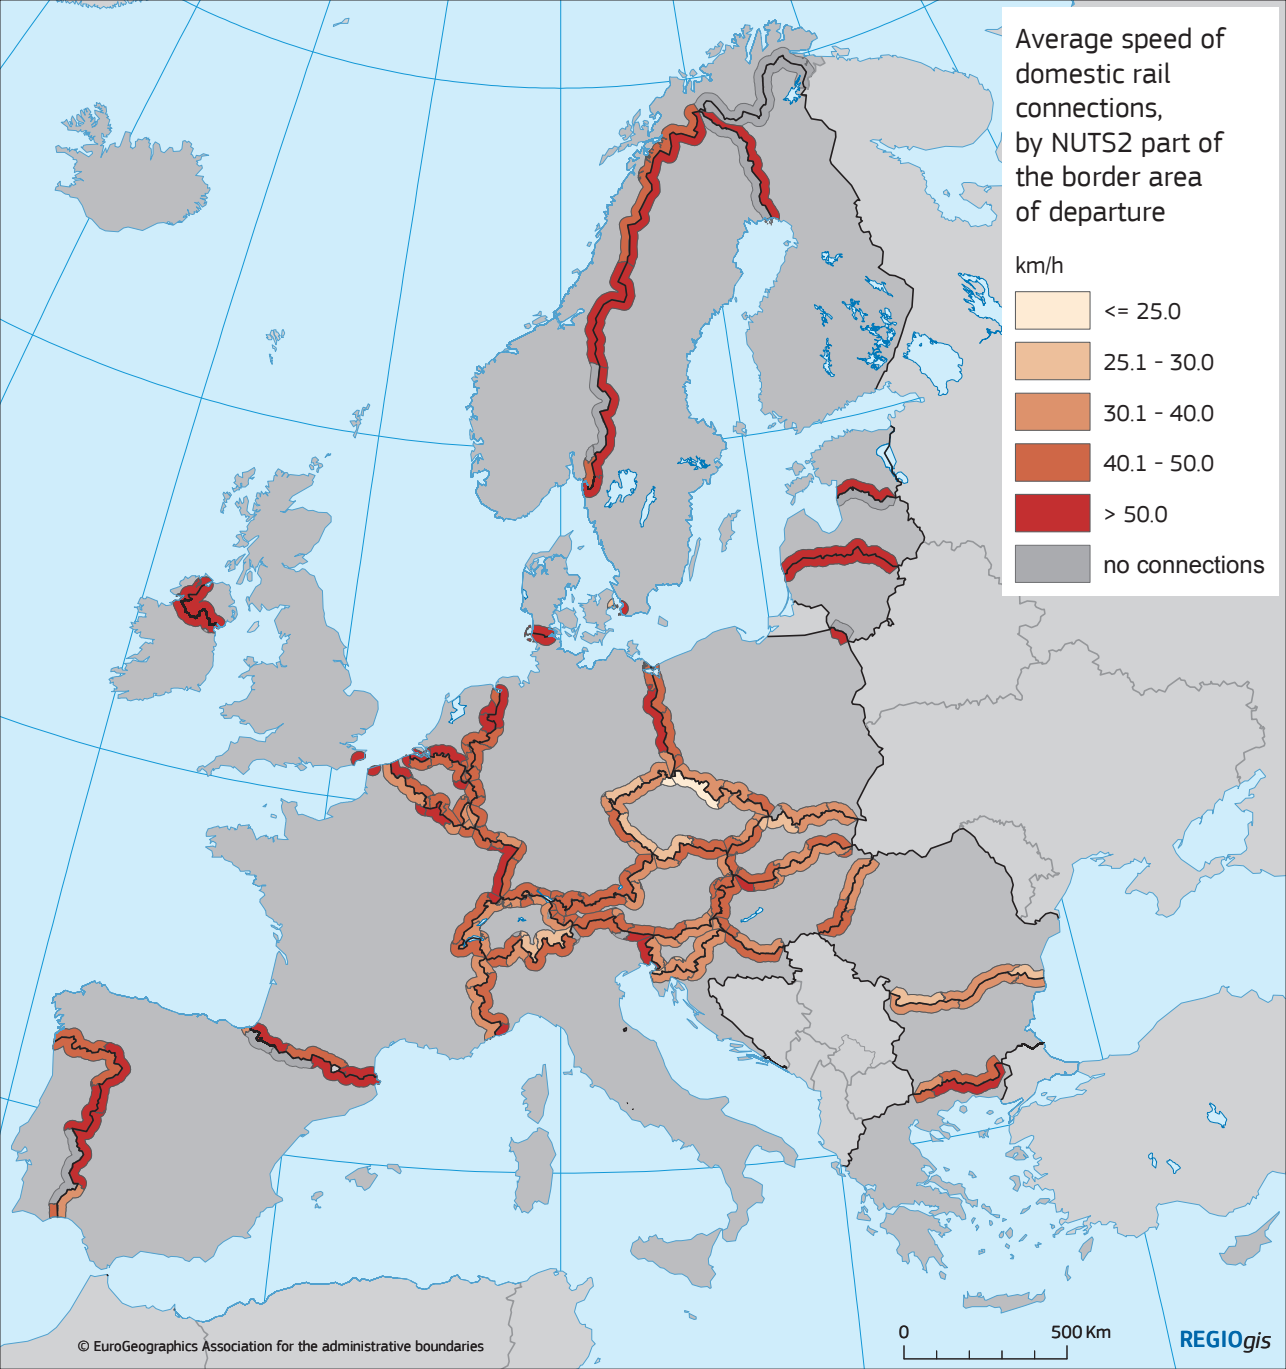 Average speed of
domestic rail
connections,
by NUTS2 part of
the border area
of departure
km/h
<= 25.0
25.1 - 30.0
30.1 - 40.0
40.1 - 50.0
> 50.0
no connections
0 500 Km
REGIOgis
© EuroGeographics Association for the administrative boundaries